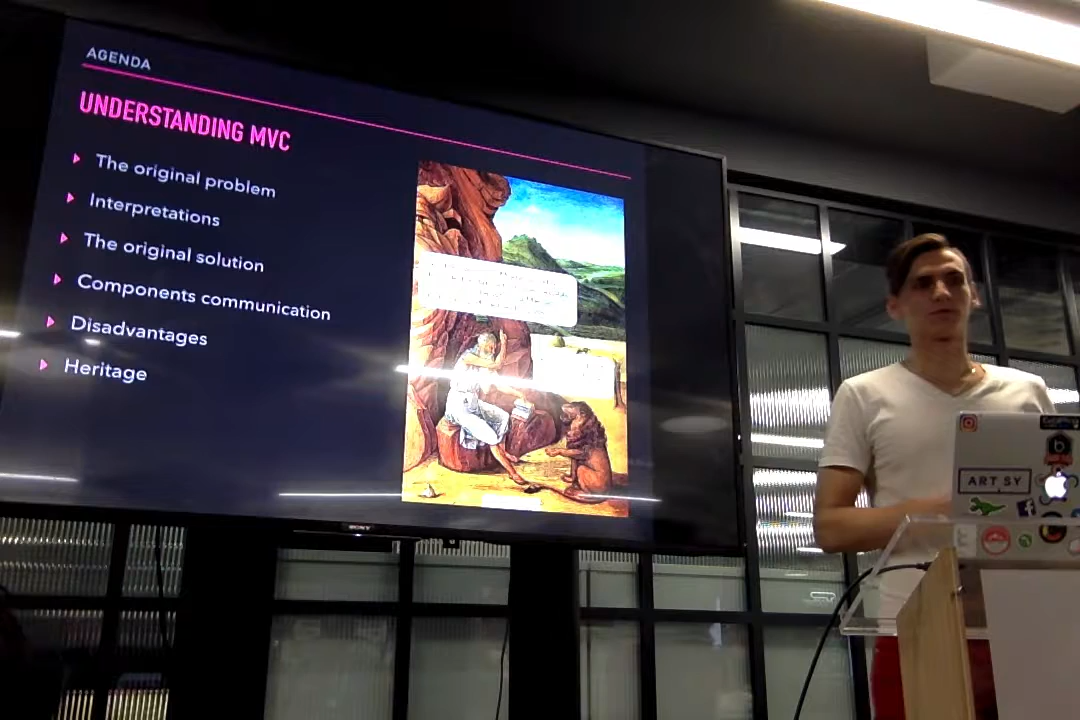 AGENDA
UNDERSTANDING MVC
The original problem
Interpretations
The original solution
Components communication
Disadvantages
Heritage
SONY
ART SY